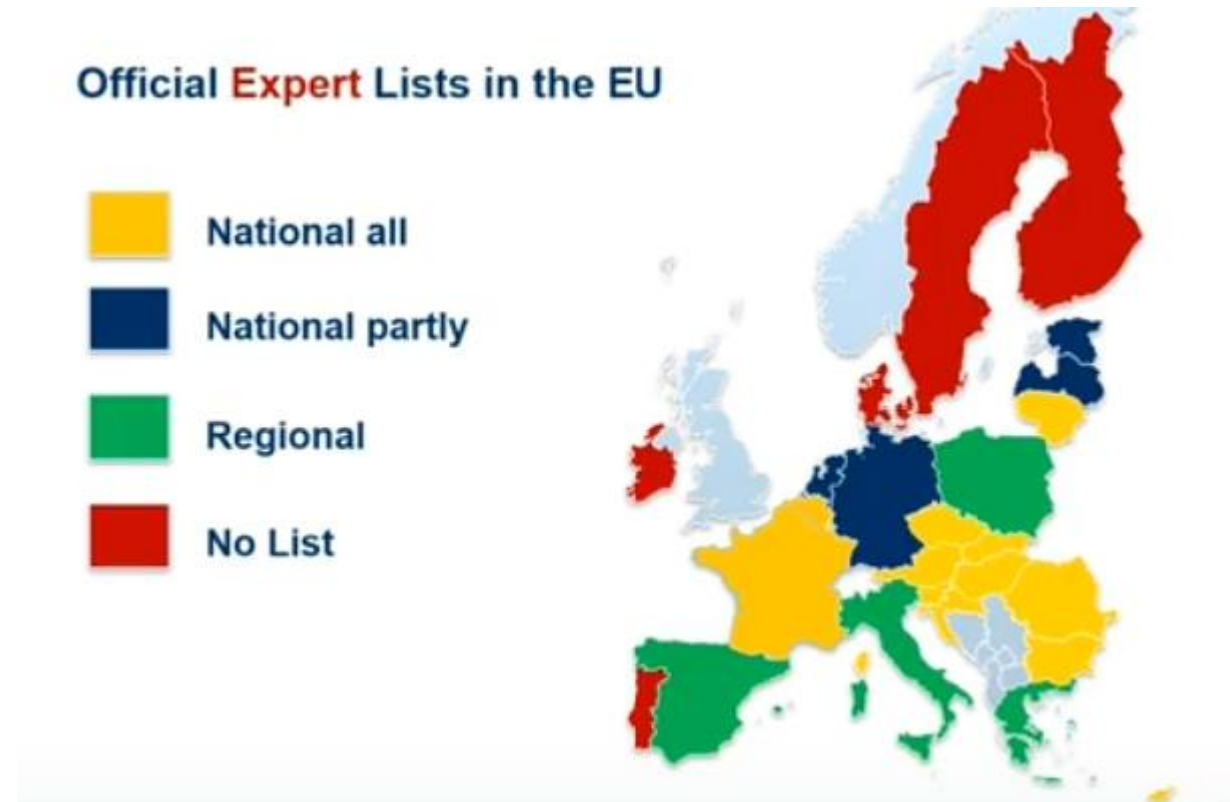 Official Expert Lists in the EU
National all
National partly
Regional
No List